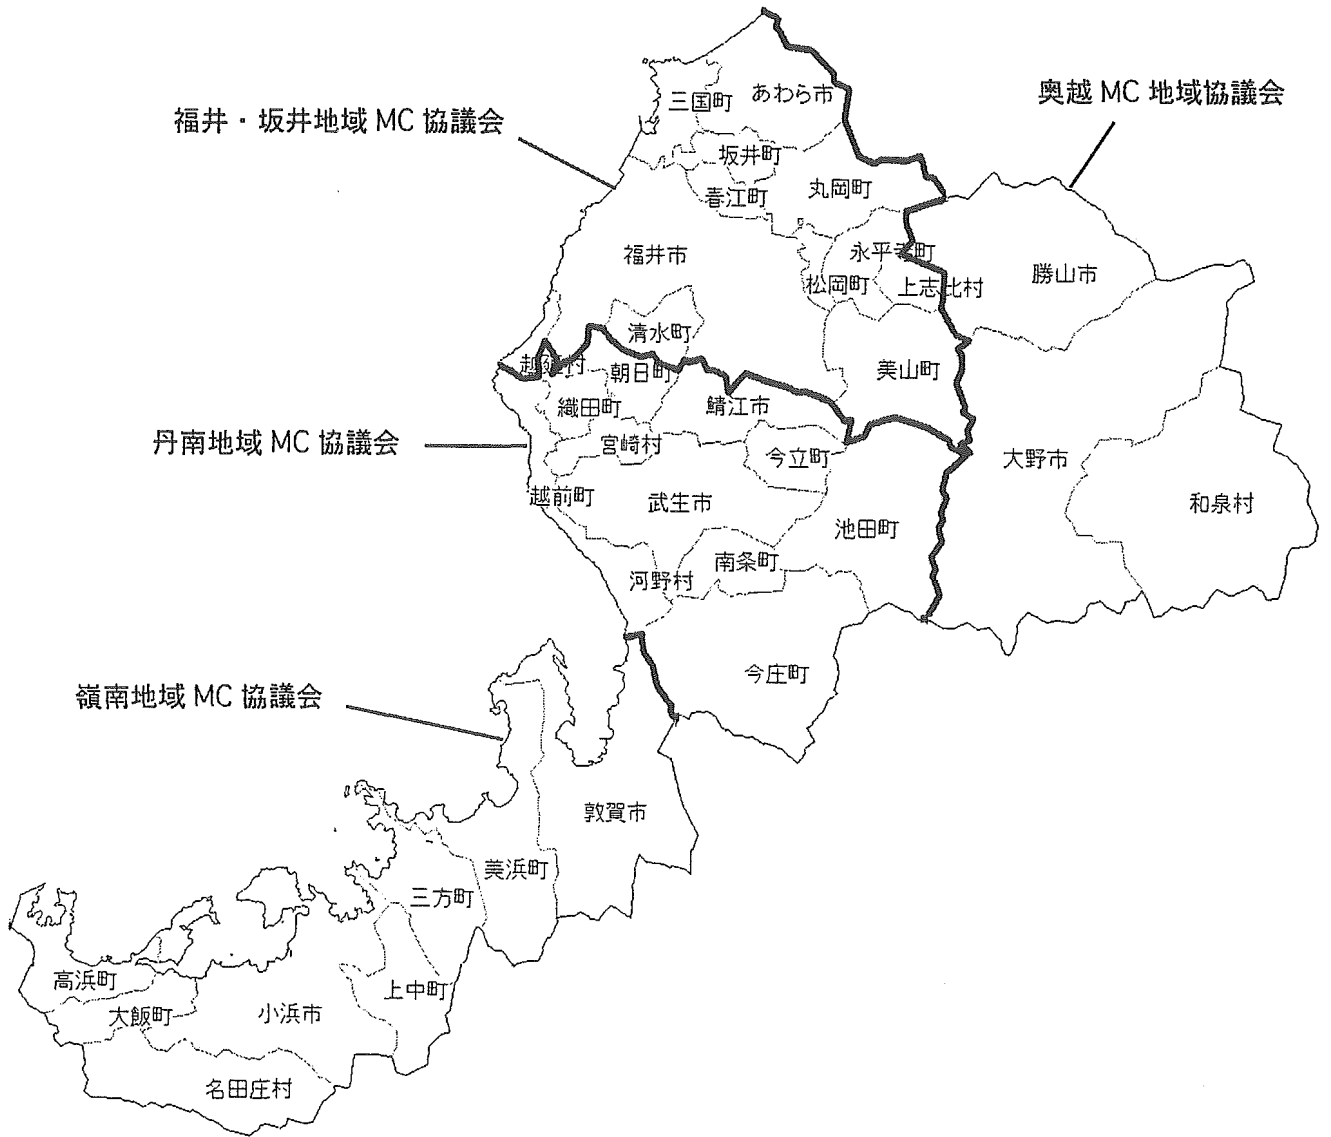 三国町
あわら市
奥越 MC 地域協議会
福井・坂井地域 MC 協議会
坂井町
春江町
丸岡町
福井市
永平寺町
松岡町
上志比村
勝山市
清水町
越廼村
朝日町
美山町
織田町
鯖江市
丹南地域 MC 協議会
宮崎村
今立町
大野市
越前町
武生市
和泉村
池田町
南条町
河野村
今庄町
嶺南地域 MC 協議会
敦賀市
美浜町
三方町
高浜町
上中町
大飯町
小浜市
名田庄村